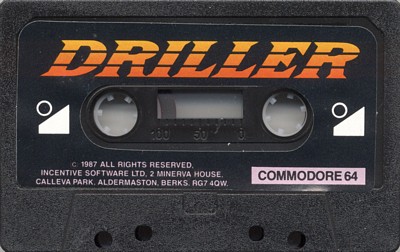 DRILLER
100 50 0
© 1987 ALL RIGHTS RESERVED.
INCENTIVE SOFTWARE LTD, 2 MINERVA HOUSE,
CALLEVA PARK, ALDERMASTON, BERKS. RG7 4QW.
COMMODORE 64